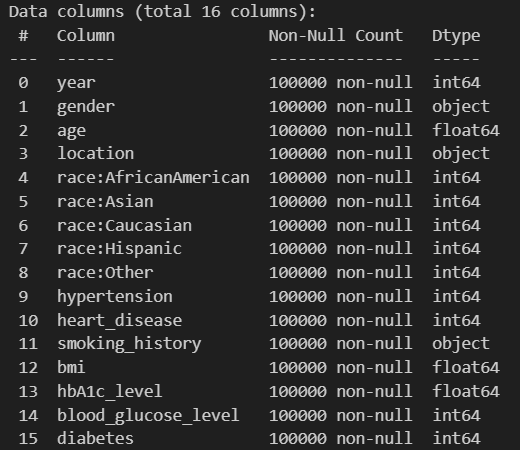 Data columns (total 16 columns):
 #   Column                Non-Null Count   Dtype
---  ------                --------------   -----
 0   year                  100000 non-null  int64
 1   gender                100000 non-null  object
 2   age                   100000 non-null  float64
 3   location              100000 non-null  object
 4   race:AfricanAmerican  100000 non-null  int64
 5   race:Asian            100000 non-null  int64
 6   race:Caucasian        100000 non-null  int64
 7   race:Hispanic         100000 non-null  int64
 8   race:Other            100000 non-null  int64
 9   hypertension          100000 non-null  int64
 10  heart_disease         100000 non-null  int64
 11  smoking_history       100000 non-null  object
 12  bmi                   100000 non-null  float64
 13  hbA1c_level           100000 non-null  float64
 14  blood_glucose_level   100000 non-null  int64
 15  diabetes              100000 non-null  int64